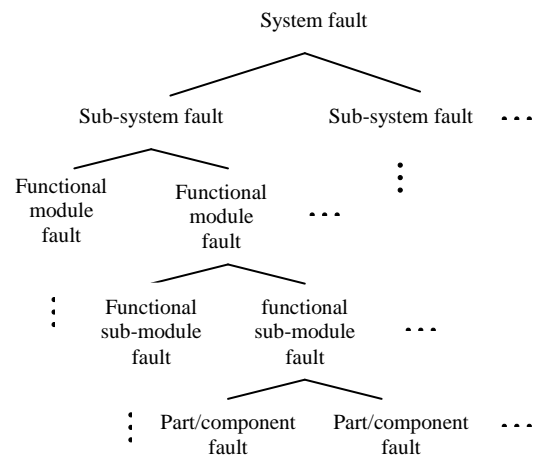 System fault
Sub-system fault
Sub-system fault
Functional
module
fault
Functional
module
fault
Functional
sub-module
fault
functional
sub-module
fault
Part/component
fault
Part/component
fault